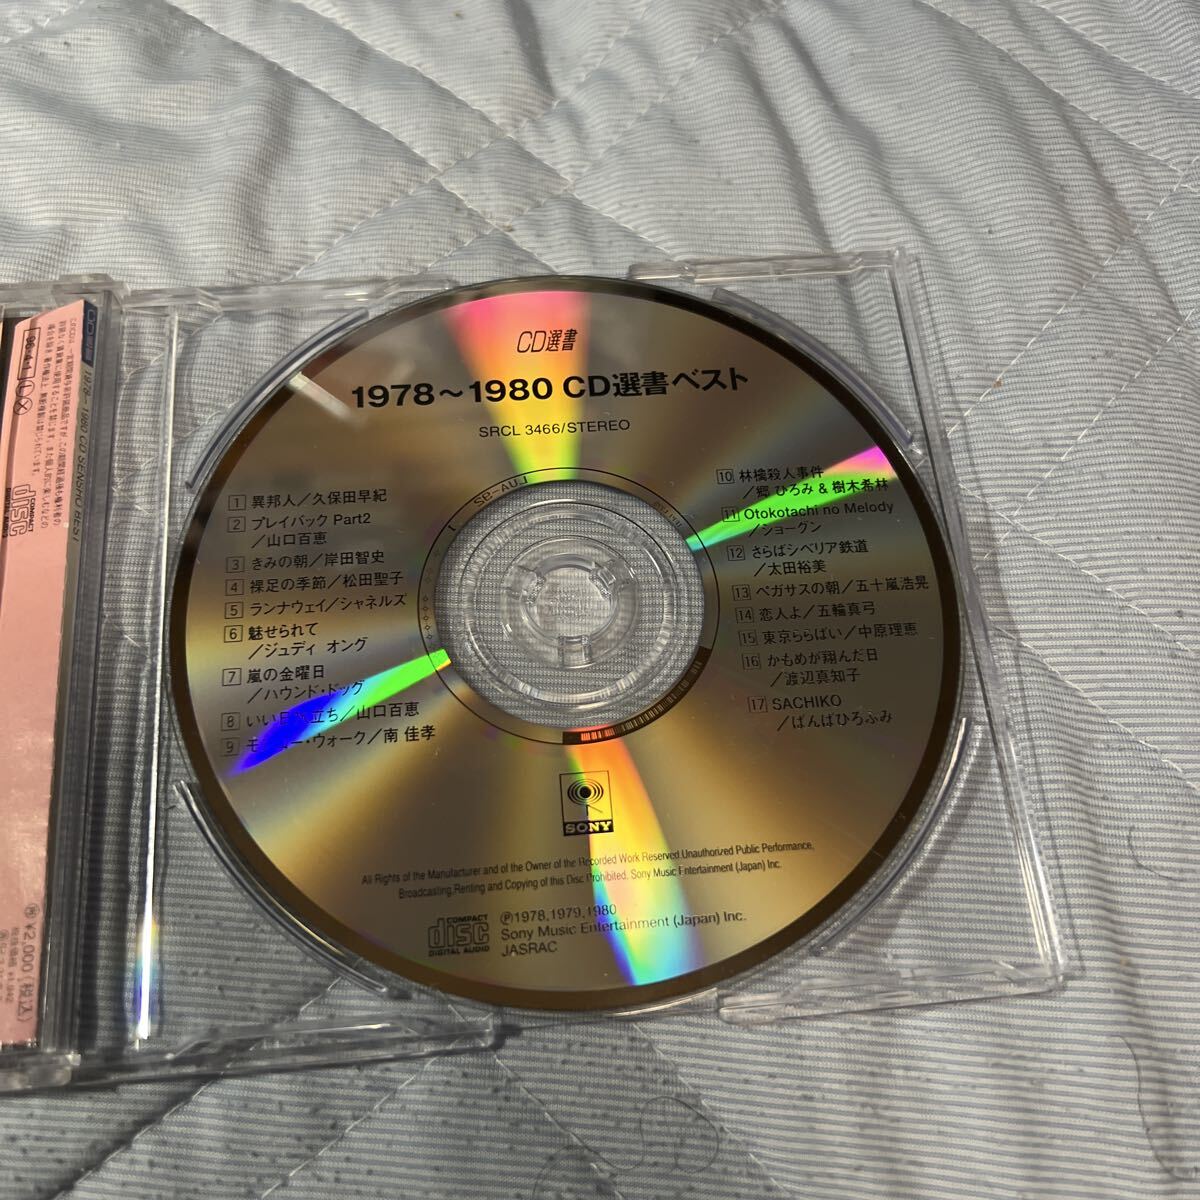 CD選書
1978～1980 CD選書ベスト
SRCL 3466/STEREO
1 異邦人／久保田早紀
2 プレイバック Part2
／山口百恵
3 きみの朝／岸田智史
4 裸足の季節／松田聖子
5 ランナウェイ／シャネルズ
6 魅せられて
／ジュディ オング
7 嵐の金曜日
／ハウンド・ドッグ
8 いい日 立ち／山口百恵
9 モ ー・ウォーク／南 佳孝
10 林檎殺人事件
／郷 ひろみ & 樹木希林
11 Otokotachi no Melody
／ショーグン
12 さらばシベリア鉄道
／太田裕美
13 ペガサスの朝／五十嵐浩晃
14 恋人よ／五輪真弓
15 東京ららばい／中原理恵
16 かもめが翔んだ日
／渡辺真知子
17 SACHIKO
／ばんばひろふみ
SONY
All Rights of the Manufacturer and of the Owner of the Recorded Work Reserved.Unauthorized Public Performance,
Broadcasting,Renting and Copying of this Disc Prohibited. Sony Music Entertainment (Japan) Inc.
COMPACT
disc
DIGITAL AUDIO
Ⓟ1978,1979,1980
Sony Music Entertainment (Japan) Inc.
JASRAC
1978~1980 CD SENSHO BEST
COMPACT
disc
DIGITAL AUDIO
¥2,000(税込)